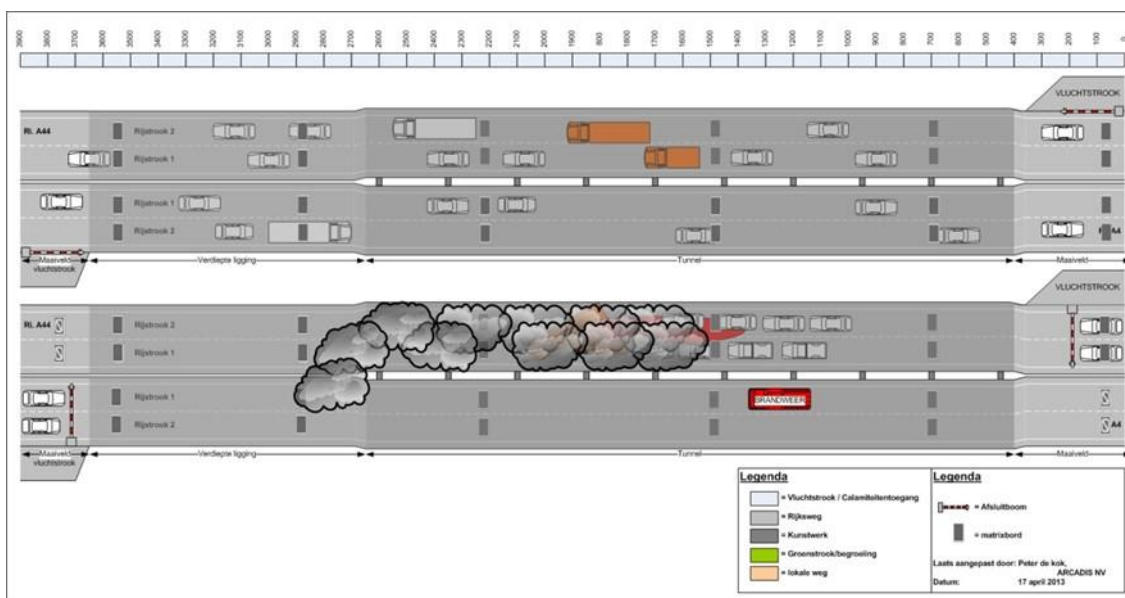 3900 3800 3700 3600 3500 3400 3300 3200 3100 3000 2900 2800 2700 2600 2500 2400 2300 2200 2100 2000 1900 1800 1700 1600 1500 1400 1300 1200 1100 1000 900 800 700 600 500 400 300 200 100 0
VLUCHTSTROOK
Ri. A44 Rijstrook 2
Rijstrook 1
Rijstrook 1
Rijstrook 2 A4
Maaiveld Verdiepte ligging Tunnel Maaiveld
vluchtstrook
VLUCHTSTROOK
Ri. A44 Rijstrook 2
Rijstrook 1
Rijstrook 1 BRANDWEER
Rijstrook 2 A4
Maaiveld Verdiepte ligging Tunnel Maaiveld
vluchtstrook
Legenda
= Vluchtstrook / Calamiteitentoegang
= Rijksweg
= Kunstwerk
= Groenstrook/begroeiing
= lokale weg
Legenda
= Afsluitboom
= matrixbord
Laats aangepast door: Peter de kok,
ARCADIS NV
Datum: 17 april 2013